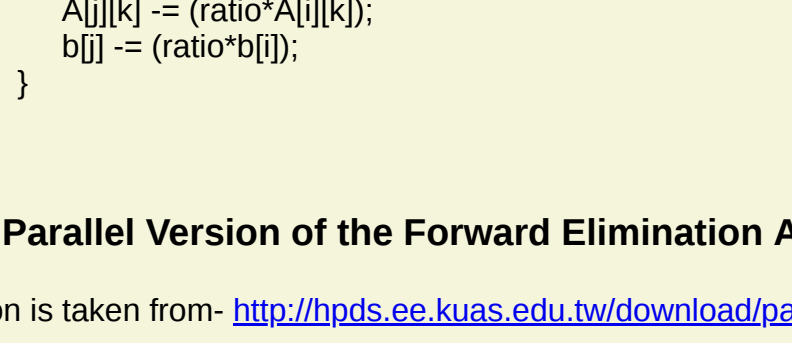 A[j][k] -= (ratio*A[i][k]);
b[j] -= (ratio*b[i]);
}
Parallel Version of the Forward Elimination A
on is taken from- http://hpds.ee.kuas.edu.tw/download/pa